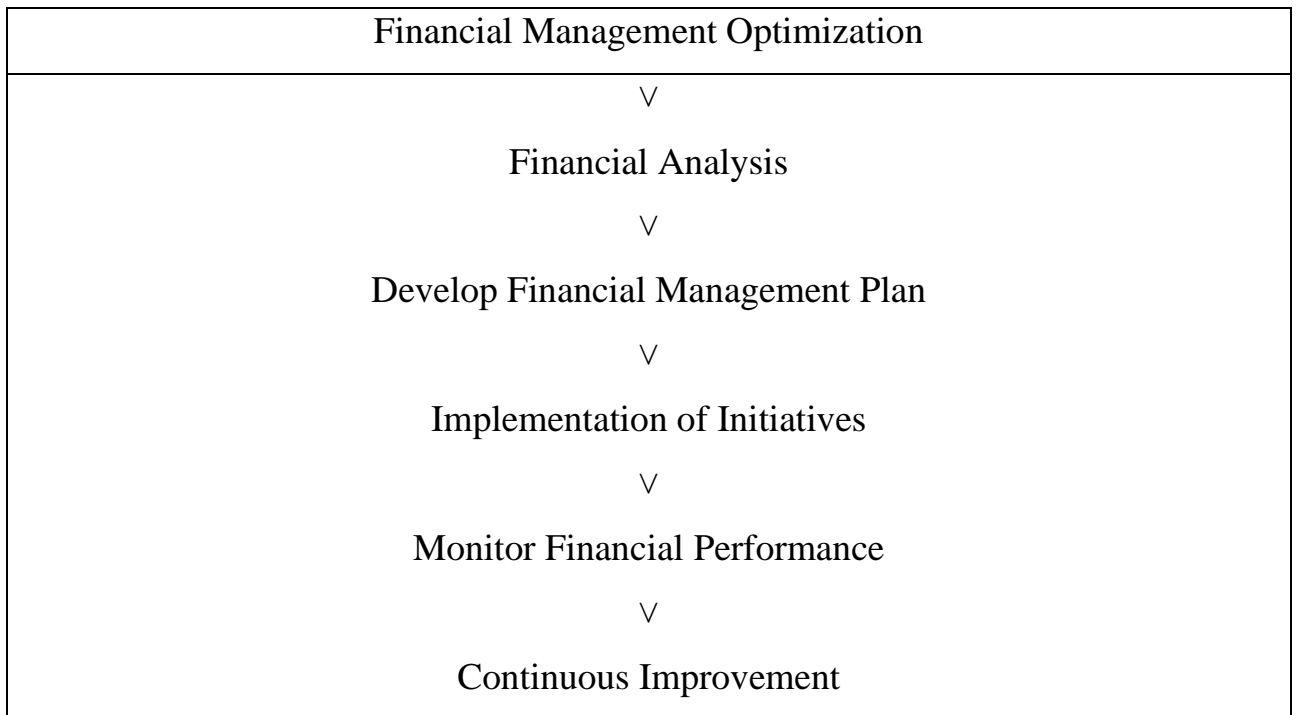 Financial Management Optimization
\/
Financial Analysis
\/
Develop Financial Management Plan
\/
Implementation of Initiatives
\/
Monitor Financial Performance
\/
Continuous Improvement